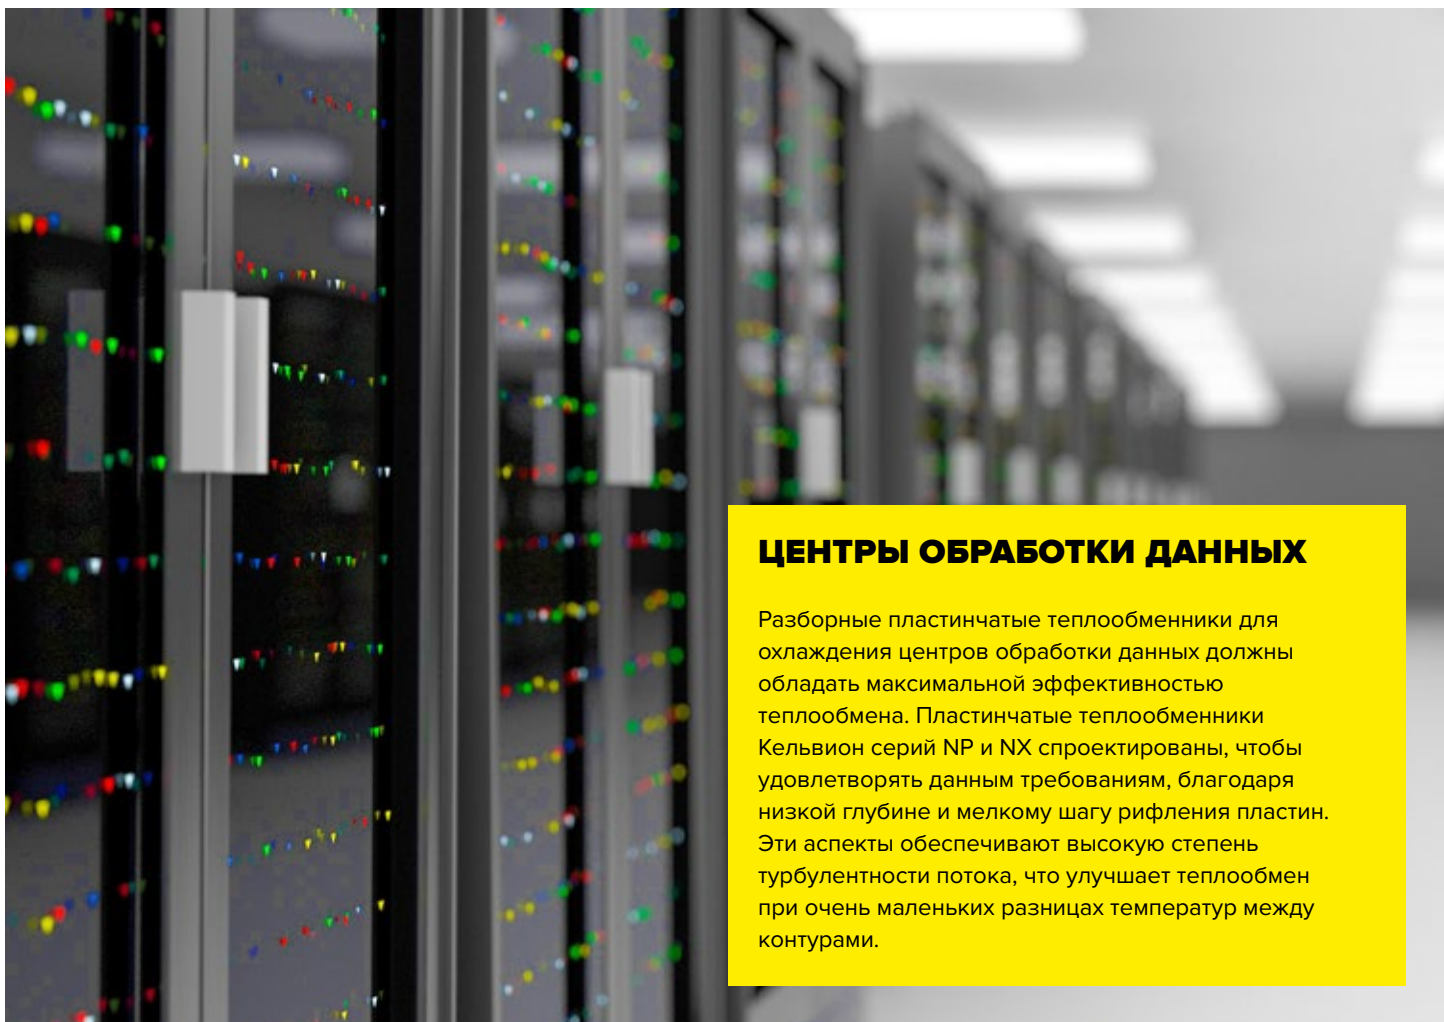 ЦЕНТРЫ ОБРАБОТКИ ДАННЫХ
Разборные пластинчатые теплообменники для
охлаждения центров обработки данных должны
обладать максимальной эффективностью
теплообмена. Пластинчатые теплообменники
Кельвион серий NP и NX спроектированы, чтобы
удовлетворять данным требованиям, благодаря
низкой глубине и мелкому шагу рифления пластин.
Эти аспекты обеспечивают высокую степень
турбулентности потока, что улучшает теплообмен
при очень маленьких разницах температур между
контурами.